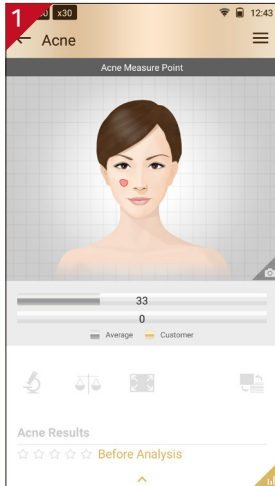 1
x30
12:43
Acne
Acne Measure Point
33
0
Average Customer
Acne Results
Before Analysis